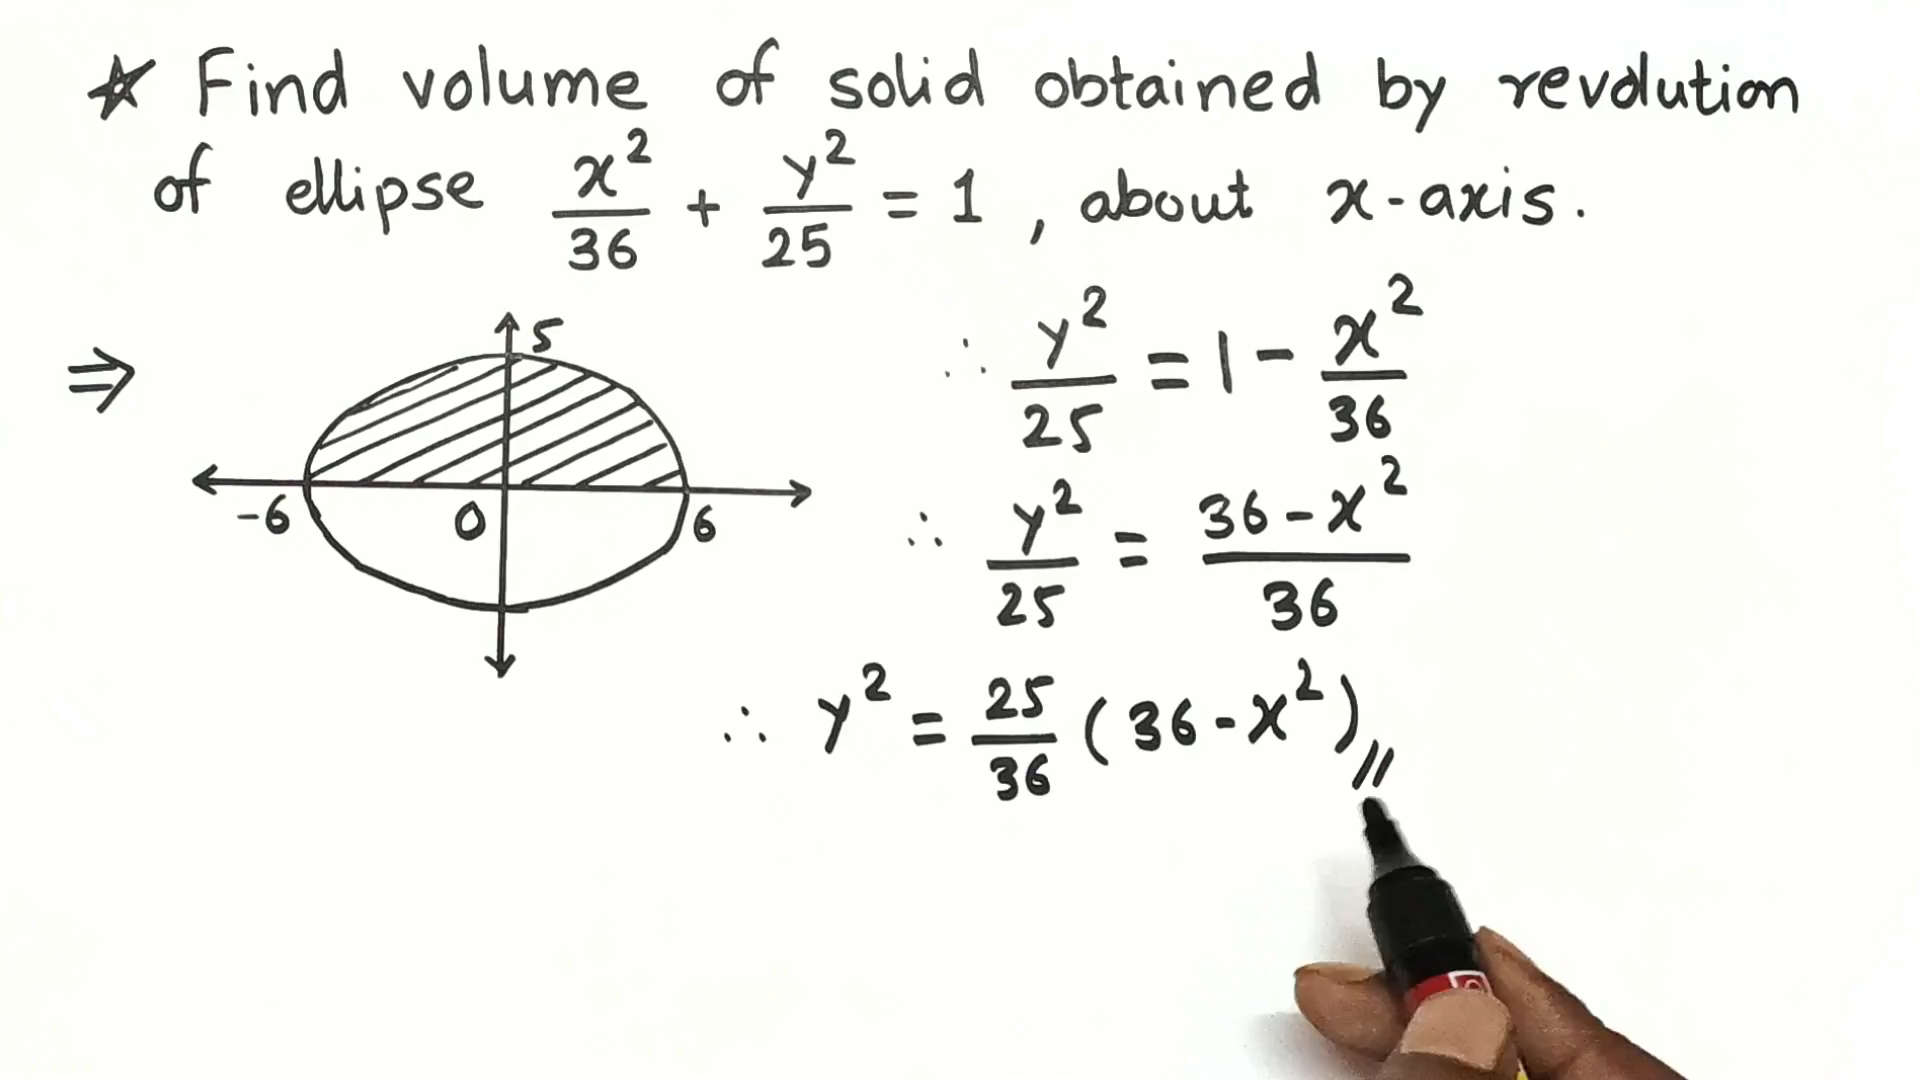 ☆ Find volume of solid obtained by revolution
of ellipse x²/36 + y²/25 = 1 , about x-axis.
⇒
5
-6 0 6
∴ y²/25 = 1 - x²/36
∴ y²/25 = (36 - x²)/36
∴ y² = 25/36 (36 - x²)//